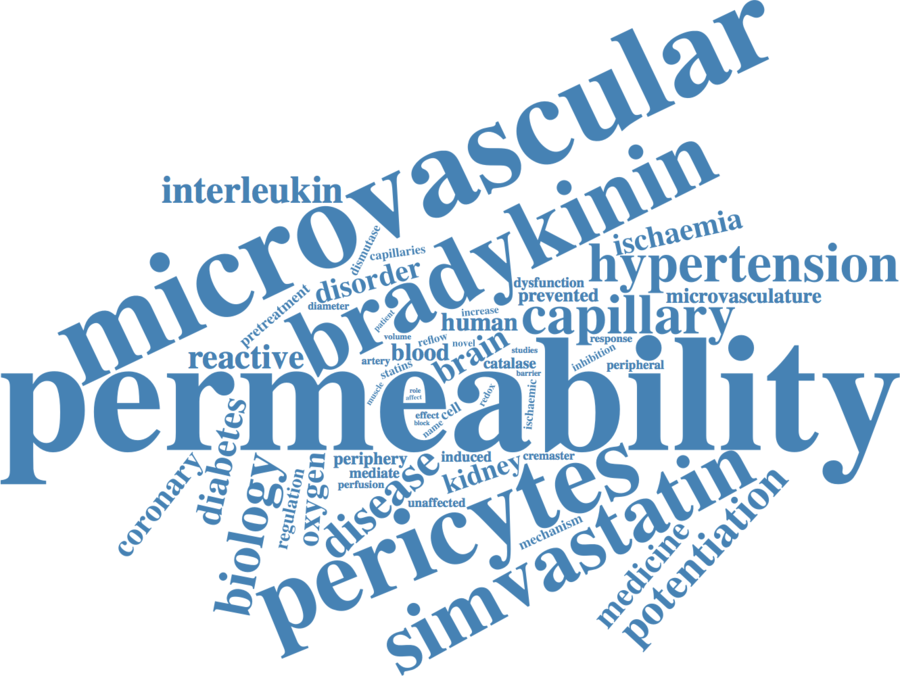 microvascular
interleukin
bradykinin
ischaemia
dismutase
capillaries
hypertension
disorder
dysfunction
pretreatment
prevented
microvasculature
diameter
increase
patient
human
capillary
volume
reflow
novel
response
reactive
artery
blood
brain
studies
inhibition
statins
catalase
peripheral
barrier
permeability
muscle
role
affect
redox
ischaemic
effect
cell
block
name
coronary
diabetes
biology
regulation
oxygen
periphery
mediate
perfusion
disease
induced
cremaster
kidney
unaffected
pericytes
mechanism
simvastatin
medicine
potentiation